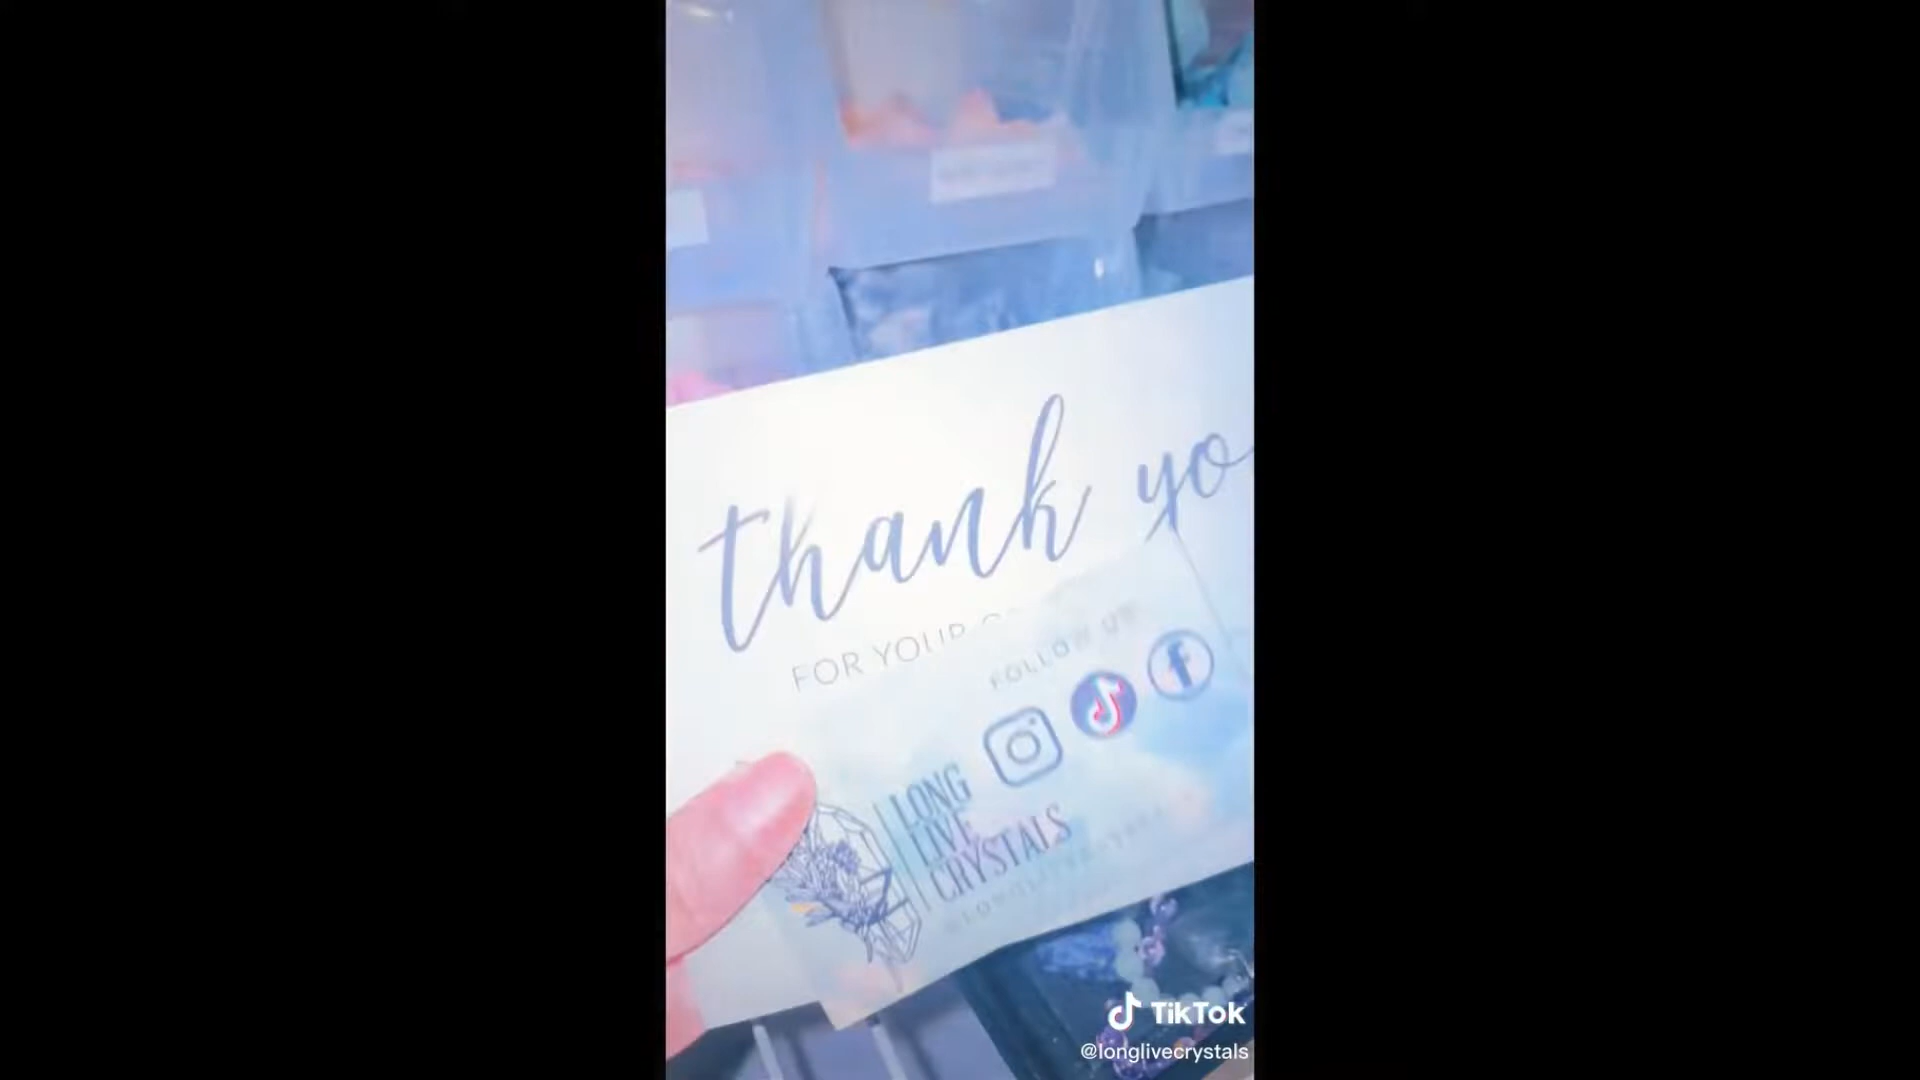 thank yo
FOR YOUR
FOLLOW US
LONG
LIVE
CRYSTALS
TikTok
@longlivecrystals